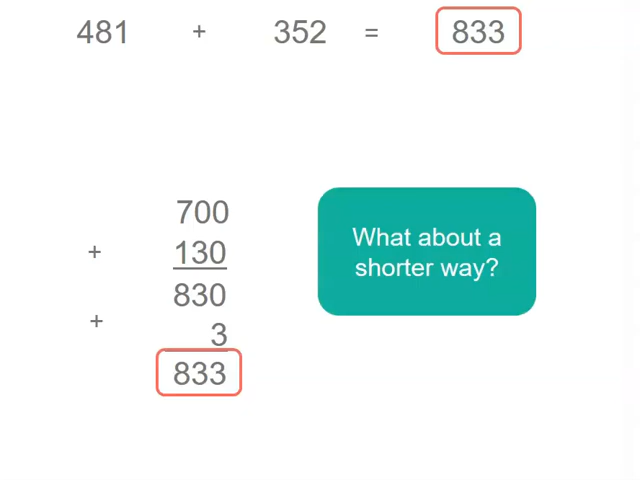 481 + 352 = 833
700
+ 130
830
+ 3
833
What about a
shorter way?